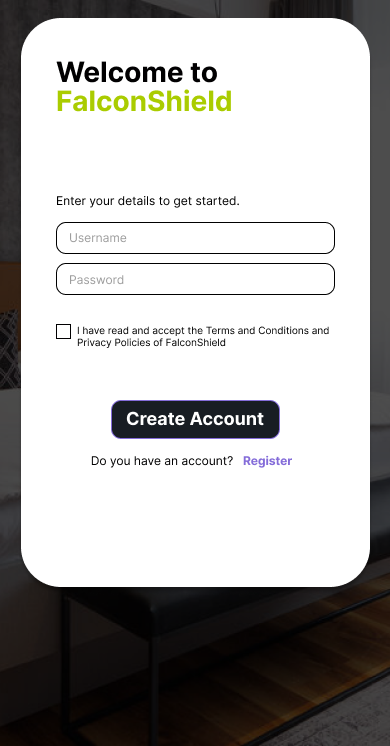 Welcome to
FalconShield
Enter your details to get started.
Username
Password
I have read and accept the Terms and Conditions and
Privacy Policies of FalconShield
Create Account
Do you have an account? Register